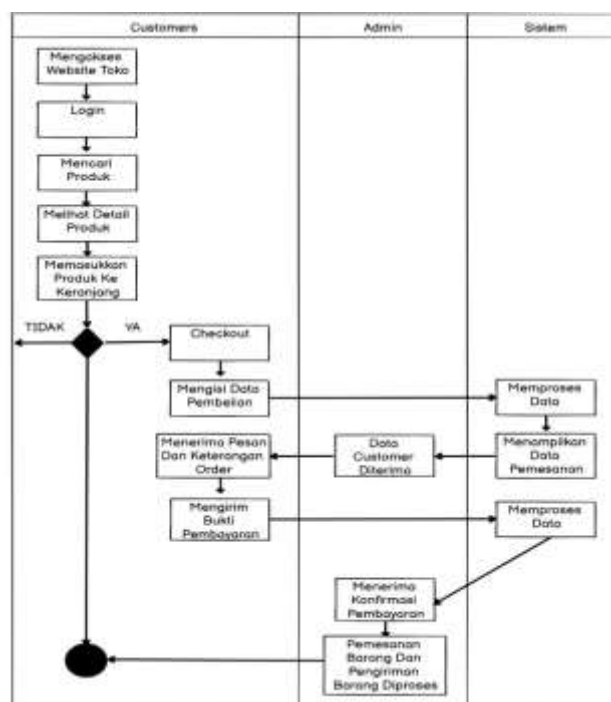 Customers
Admin
Sistem
Mengakses
Website Toko
Login
Mencari
Produk
Melihat Detail
Produk
Memasukkan
Produk Ke
Keranjang
TIDAK
YA
Checkout
Mengisi Data
Pembelian
Memproses
Data
Menampilkan
Data
Pemesanan
Data
Customer
Diterima
Menerima Pesan
Dan Keterangan
Order
Mengirim
Bukti
Pembayaran
Memproses
Data
Menerima
Konfirmasi
Pembayaran
Pemesanan
Barang Dan
Pengiriman
Barang Diproses